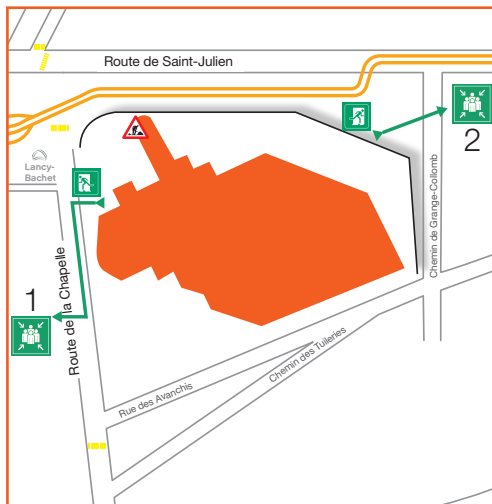 Route de Saint-Julien
2
Lancy-
Bachet
Chemin de Grange-Collomb
1
Route de la Chapelle
Rue des Avanchis
Chemin des Tuileries